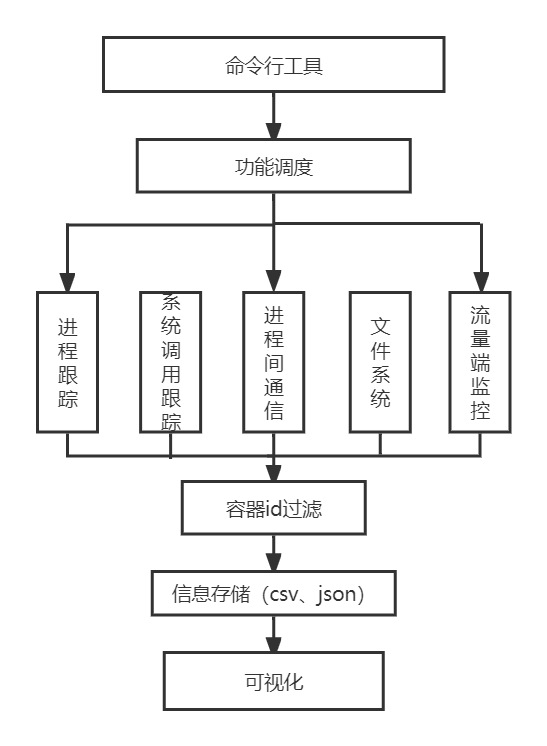 命令行工具
功能调度
进程跟踪
系统调用跟踪
进程间通信
文件系统
流量端监控
容器id过滤
信息存储（csv、json）
可视化